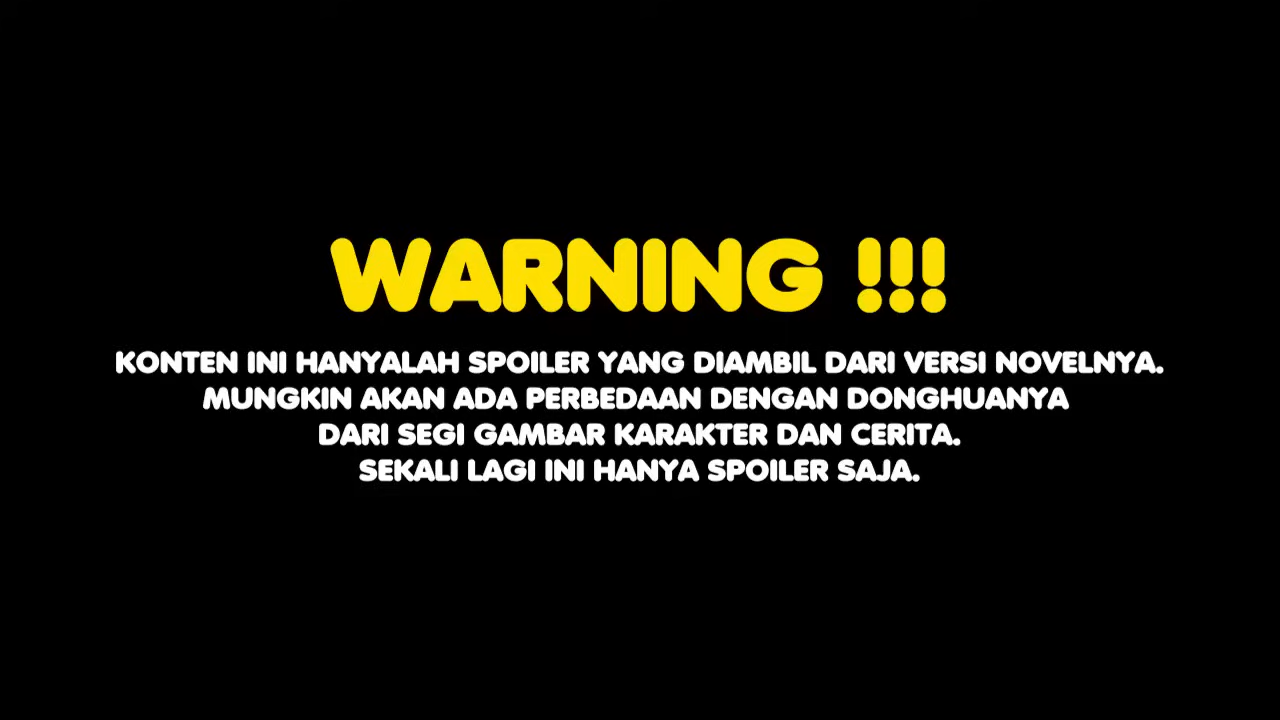 WARNING !!!
KONTEN INI HANYALAH SPOILER YANG DIAMBIL DARI VERSI NOVELNYA.
MUNGKIN AKAN ADA PERBEDAAN DENGAN DONGHUANYA
DARI SEGI GAMBAR KARAKTER DAN CERITA.
SEKALI LAGI INI HANYA SPOILER SAJA.